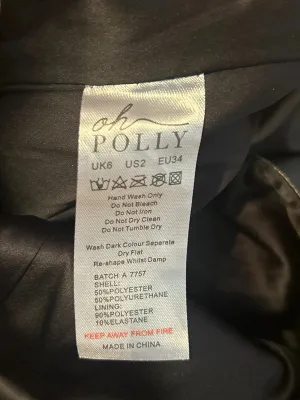 oh
POLLY
UK6 US2 EU34
Hand Wash Only
Do Not Bleach
Do Not Iron
Do Not Dry Clean
Do Not Tumble Dry
Wash Dark Colour Separate
Dry Flat
Re-shape Whilst Damp
BATCH A 7757
SHELL:
50%POLYESTER
50%POLYURETHANE
LINING:
90%POLYESTER
10%ELASTANE
KEEP AWAY FROM FIRE
MADE IN CHINA